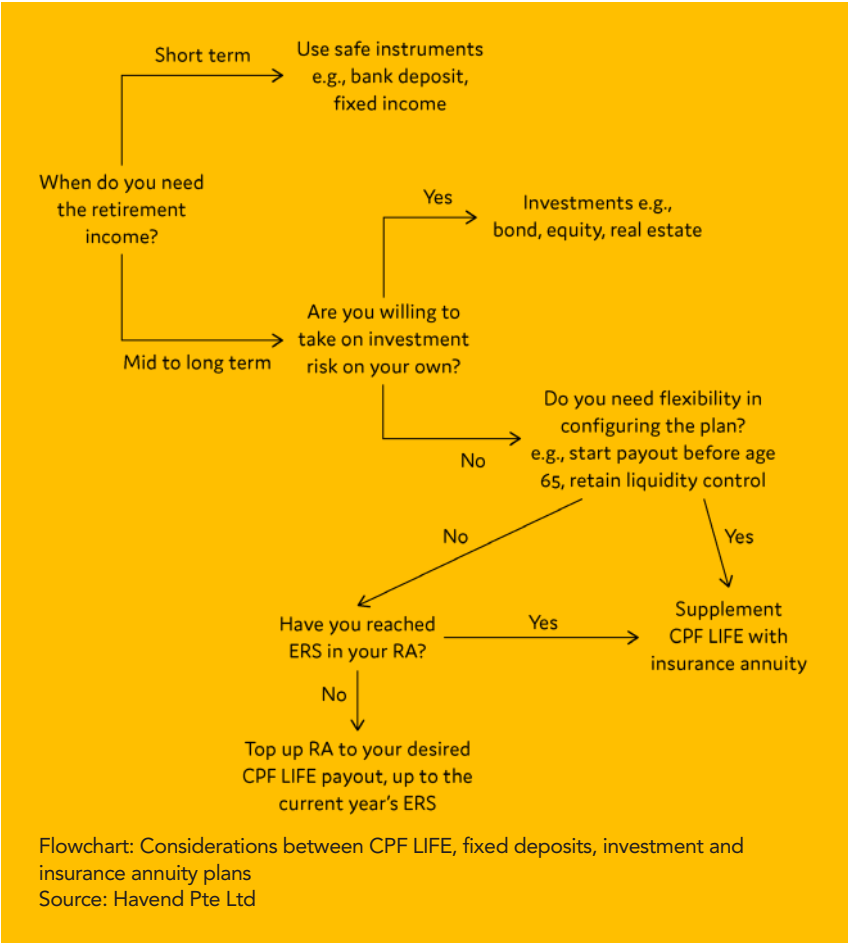 Short term
Use safe instruments
e.g., bank deposit,
fixed income
When do you need
the retirement
income?
Yes
Investments e.g.,
bond, equity, real estate
Are you willing to
take on investment
risk on your own?
Mid to long term
Do you need flexibility in
configuring the plan?
e.g., start payout before age
65, retain liquidity control
No
No
Yes
Have you reached
ERS in your RA?
Yes
Supplement
CPF LIFE with
insurance annuity
No
Top up RA to your desired
CPF LIFE payout, up to the
current year's ERS
Flowchart: Considerations between CPF LIFE, fixed deposits, investment and
insurance annuity plans
Source: Havend Pte Ltd